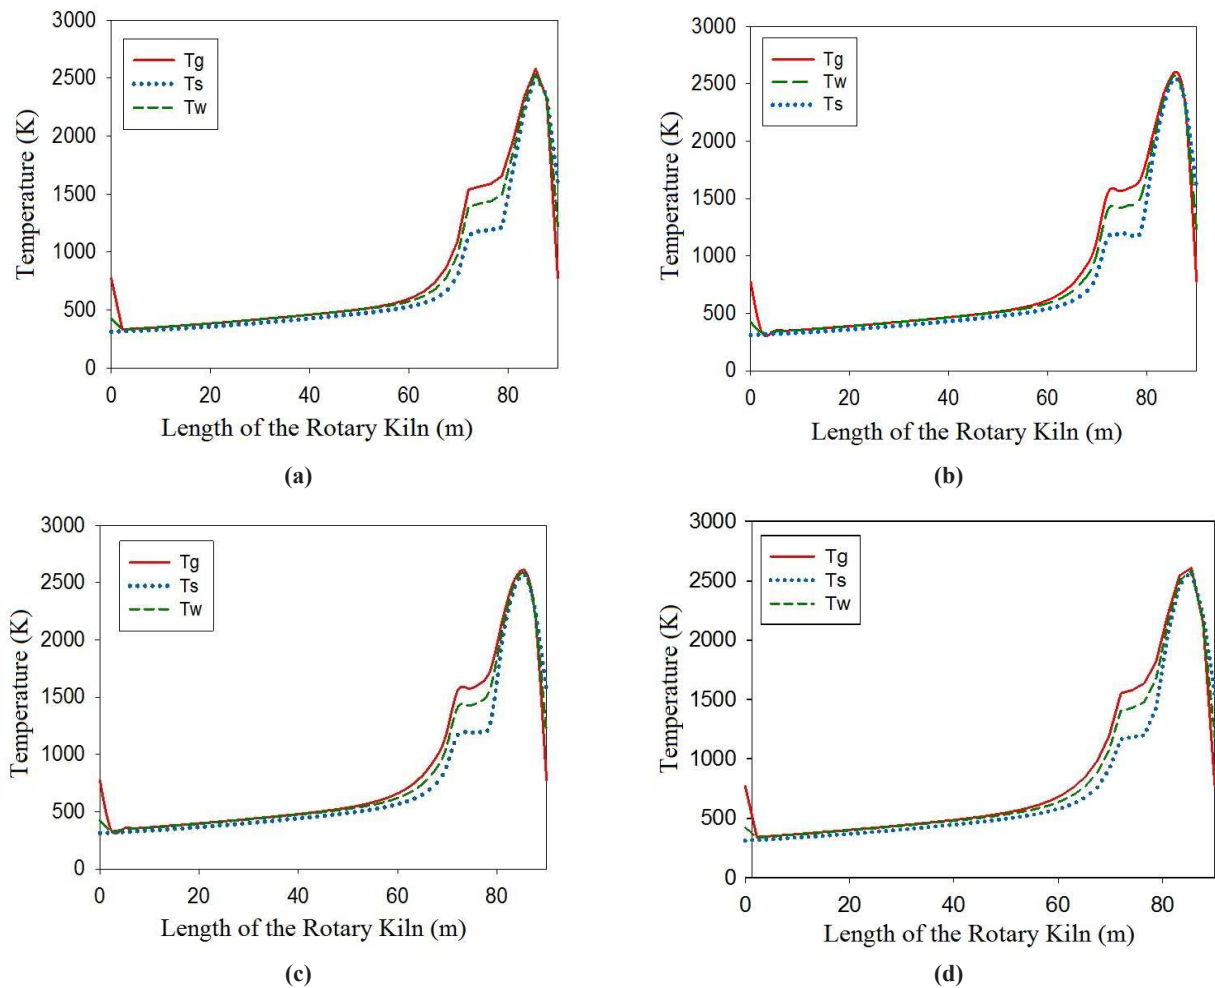 3000
2500
2000
1500
1000
500
0
Temperature (K)
Tg
Ts
Tw
0 20 40 60 80
Length of the Rotary Kiln (m)
(a)
3000
2500
2000
1500
1000
500
0
Temperature (K)
Tg
Tw
Ts
0 20 40 60 80
Length of the Rotary Kiln (m)
(b)
3000
2500
2000
1500
1000
500
0
Temperature (K)
Tg
Ts
Tw
0 20 40 60 80
Length of the Rotary Kiln (m)
(c)
3000
2500
2000
1500
1000
500
0
Temperature (K)
Tg
Ts
Tw
0 20 40 60 80
Length of the Rotary Kiln (m)
(d)